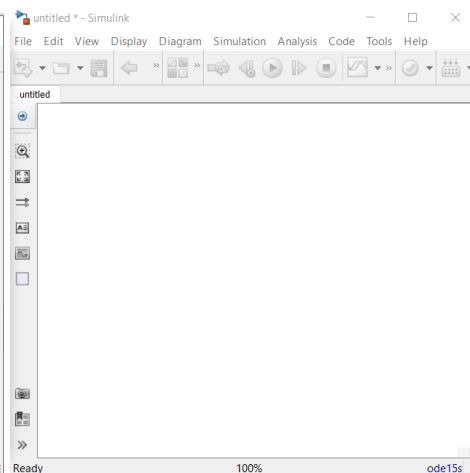 untitled * - Simulink
File Edit View Display Diagram Simulation Analysis Code Tools Help
untitled
Ready 100% ode15s